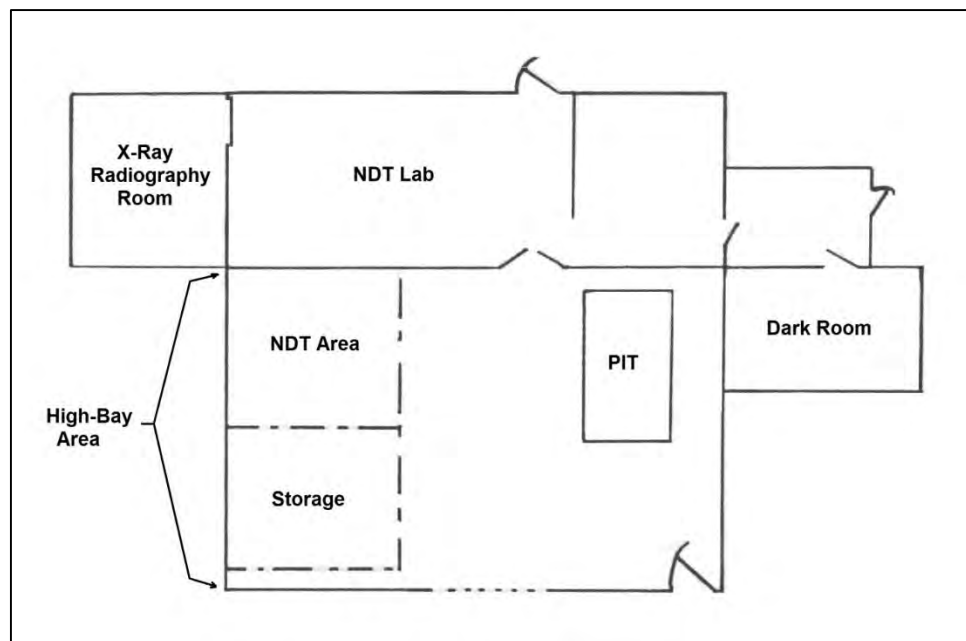 X-Ray
Radiography
Room
NDT Lab
NDT Area
PIT
Dark Room
High-Bay
Area
Storage